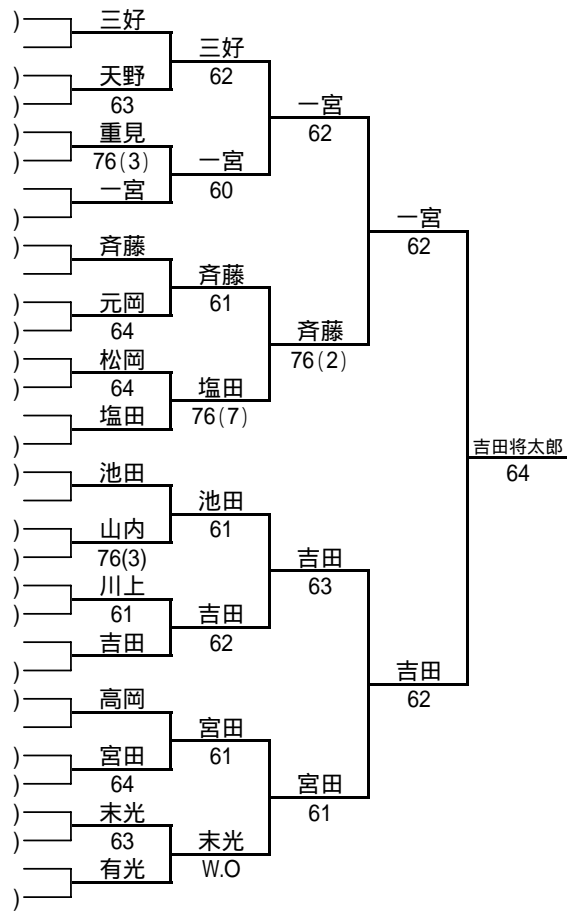 )
三好
)
天野
)
63
三好
62
)
重見
)
76(3)
一宮
)
一宮
60
一宮
62
)
斉藤
)
元岡
)
64
斉藤
61
)
松岡
)
64
塩田
)
塩田
76(7)
斉藤
76(2)
一宮
62
)
池田
)
山内
)
76(3)
池田
61
)
川上
)
61
吉田
)
吉田
62
吉田
63
)
高岡
)
宮田
)
64
宮田
61
)
末光
)
63
有光
)
末光
W.O
宮田
61
吉田
62
吉田将太郎
64